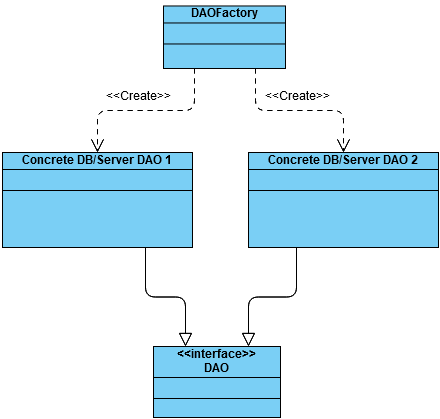 DAOFactory
<<Create>>
<<Create>>
Concrete DB/Server DAO 1
Concrete DB/Server DAO 2
<<interface>>
DAO